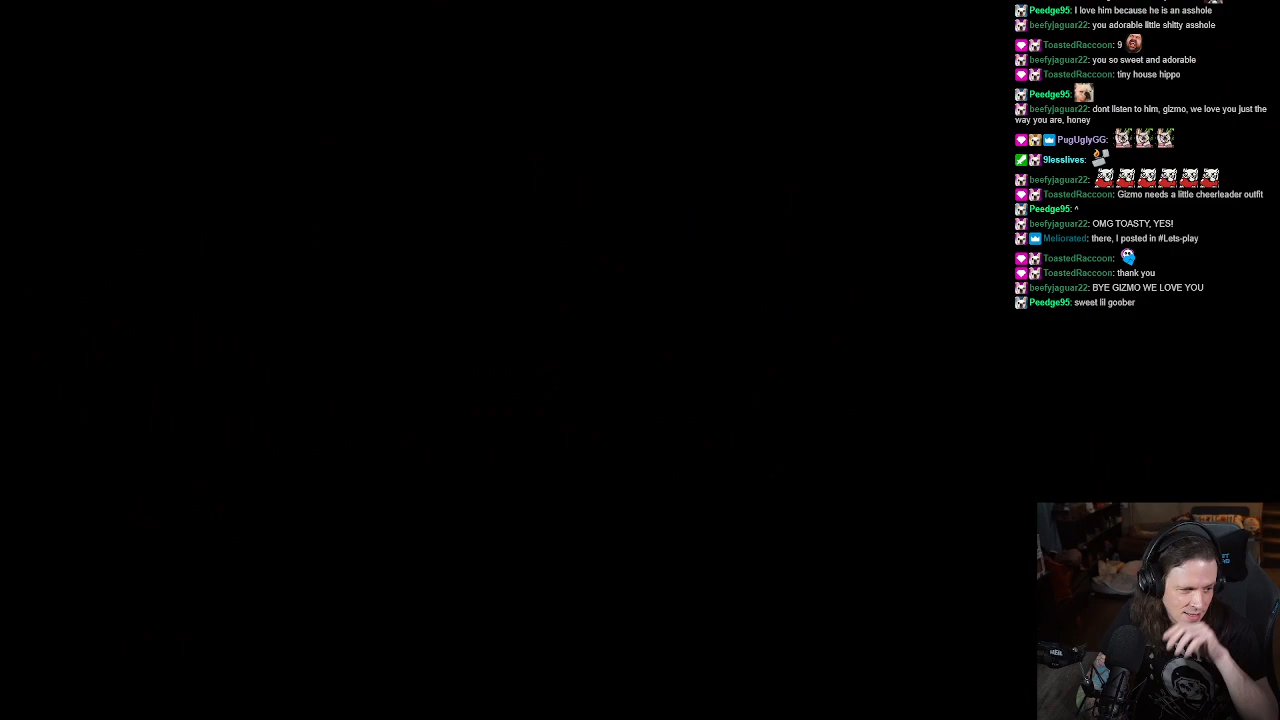 Peedge95: I love him because he is an asshole
beefyjaguar22: you adorable little shitty asshole
ToastedRaccoon: 9
beefyjaguar22: you so sweet and adorable
ToastedRaccoon: tiny house hippo
Peedge95:
beefyjaguar22: dont listen to him, gizmo, we love you just the
way you are, honey
PugUglyGG:
9lesslives:
beefyjaguar22:
ToastedRaccoon: Gizmo needs a little cheerleader outfit
Peedge95: ^
beefyjaguar22: OMG TOASTY, YES!
Meliorated: there, I posted in #Lets-play
ToastedRaccoon:
ToastedRaccoon: thank you
beefyjaguar22: BYE GIZMO WE LOVE YOU
Peedge95: sweet lil goober